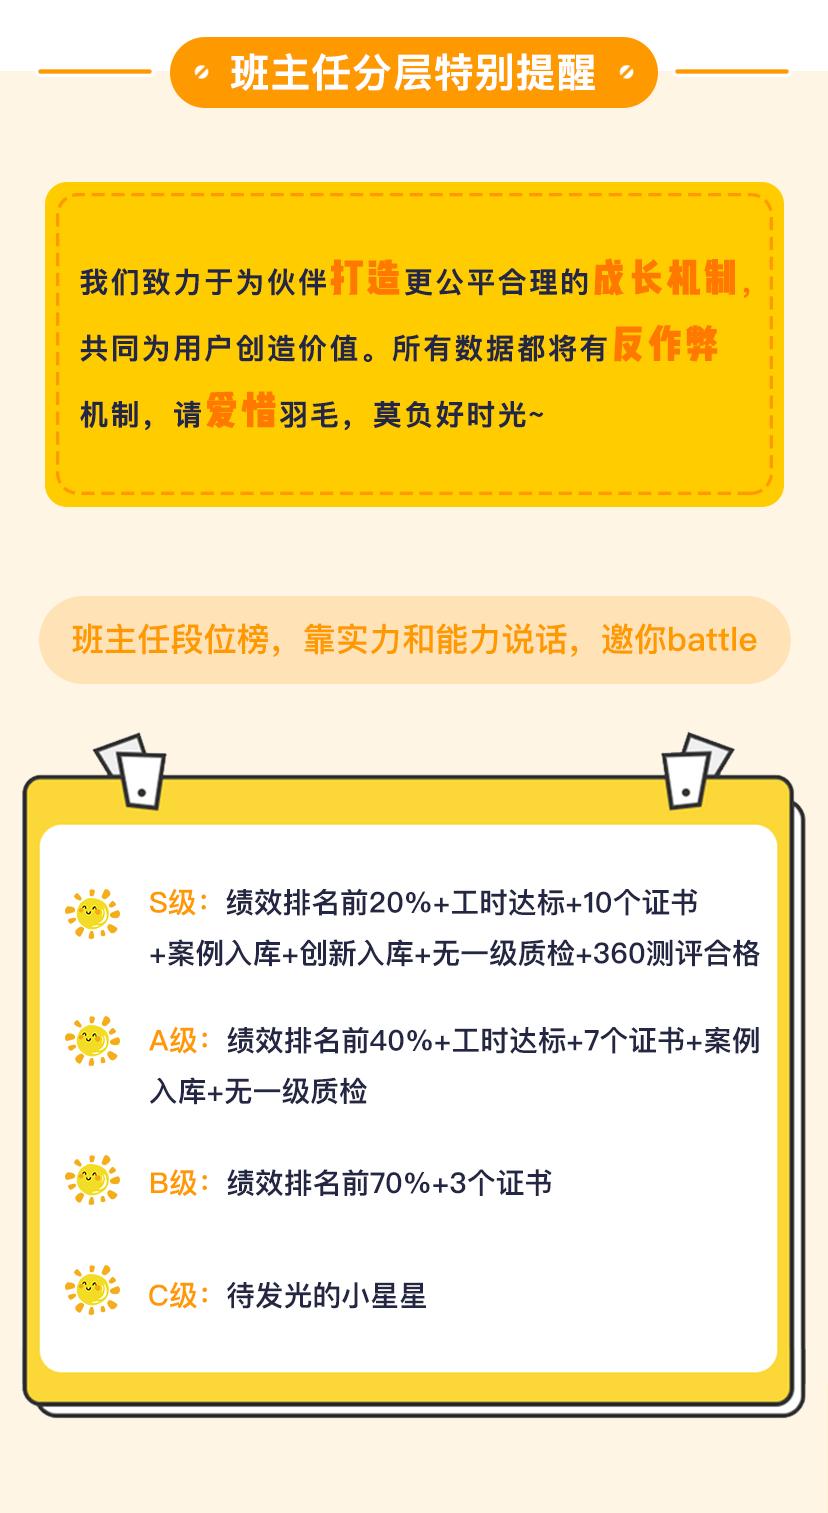 班主任分层特别提醒
我们致力于为伙伴打造更公平合理的成长机制，
共同为用户创造价值。所有数据都将有反作弊
机制，请爱惜羽毛，莫负好时光~
班主任段位榜，靠实力和能力说话，邀你battle
S级：绩效排名前20%+工时达标+10个证书
+案例入库+创新入库+无一级质检+360测评合格
A级：绩效排名前40%+工时达标+7个证书+案例
入库+无一级质检
B级：绩效排名前70%+3个证书
C级：待发光的小星星